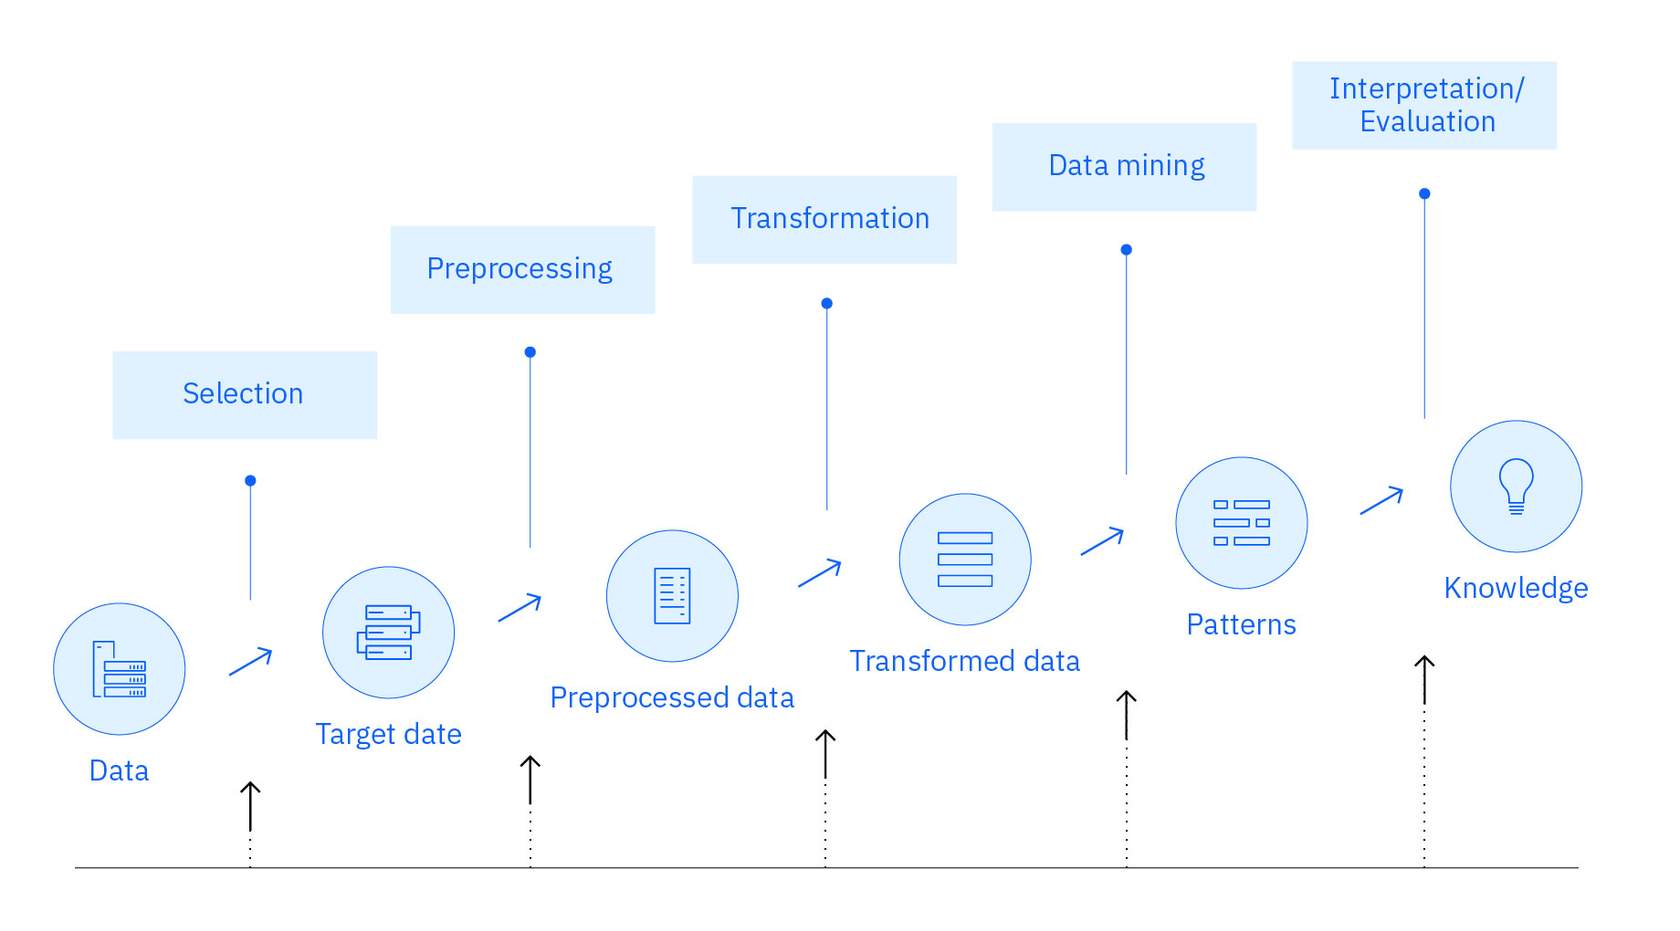 Interpretation/
Evaluation
Data mining
Transformation
Preprocessing
Selection
Data
Target date
Preprocessed data
Transformed data
Patterns
Knowledge